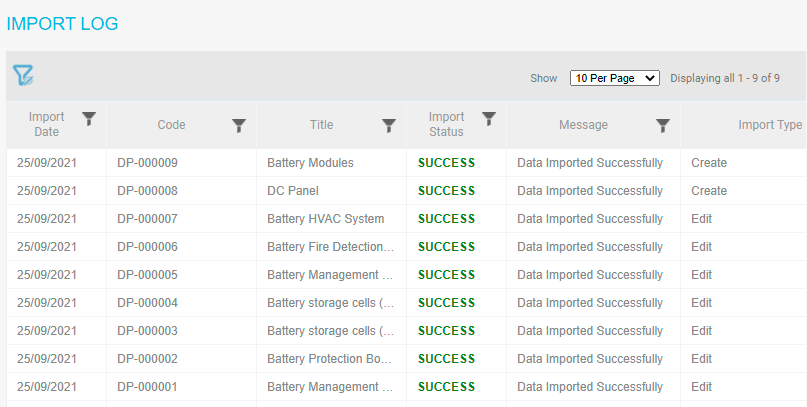 IMPORT LOG
Show 10 Per Page Displaying all 1 - 9 of 9
Import Date Code Title Import Status Message Import Type
25/09/2021 DP-000009 Battery Modules SUCCESS Data Imported Successfully Create
25/09/2021 DP-000008 DC Panel SUCCESS Data Imported Successfully Create
25/09/2021 DP-000007 Battery HVAC System SUCCESS Data Imported Successfully Edit
25/09/2021 DP-000006 Battery Fire Detection... SUCCESS Data Imported Successfully Edit
25/09/2021 DP-000005 Battery Management ... SUCCESS Data Imported Successfully Edit
25/09/2021 DP-000004 Battery storage cells (... SUCCESS Data Imported Successfully Edit
25/09/2021 DP-000003 Battery storage cells (... SUCCESS Data Imported Successfully Edit
25/09/2021 DP-000002 Battery Protection Bo... SUCCESS Data Imported Successfully Edit
25/09/2021 DP-000001 Battery Management ... SUCCESS Data Imported Successfully Edit